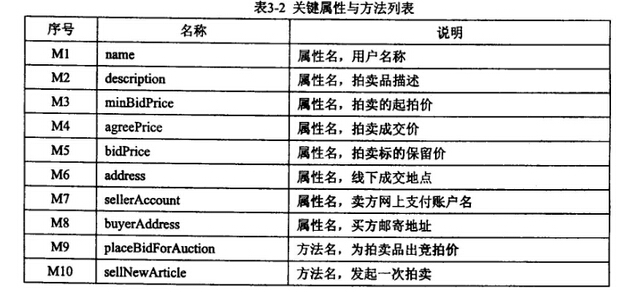 表3-2 关键属性与方法列表
序号 名称 说明
M1 name 属性名，用户名称
M2 description 属性名，拍卖品描述
M3 minBidPrice 属性名，拍卖的起拍价
M4 agreePrice 属性名，拍卖成交价
M5 bidPrice 属性名，拍卖标的保留价
M6 address 属性名，线下成交地点
M7 sellerAccount 属性名，卖方网上支付账户名
M8 buyerAddress 属性名，买方邮寄地址
M9 placeBidForAuction 方法名，为拍卖品出竞拍价
M10 sellNewArticle 方法名，发起一次拍卖